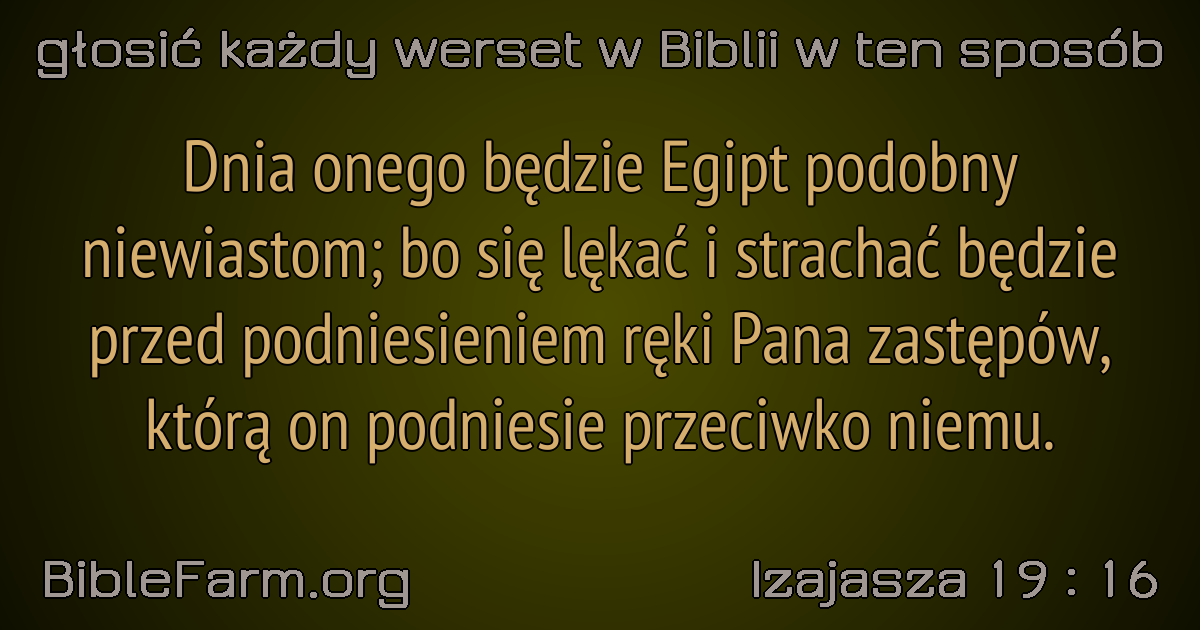 głosić każdy werset w Biblii w ten sposób
Dnia onego będzie Egipt podobny
niewiastom; bo się lękać i strachać będzie
przed podniesieniem ręki Pana zastępów,
którą on podniesie przeciwko niemu.
BibleFarm.org
Izajasza 19 : 16